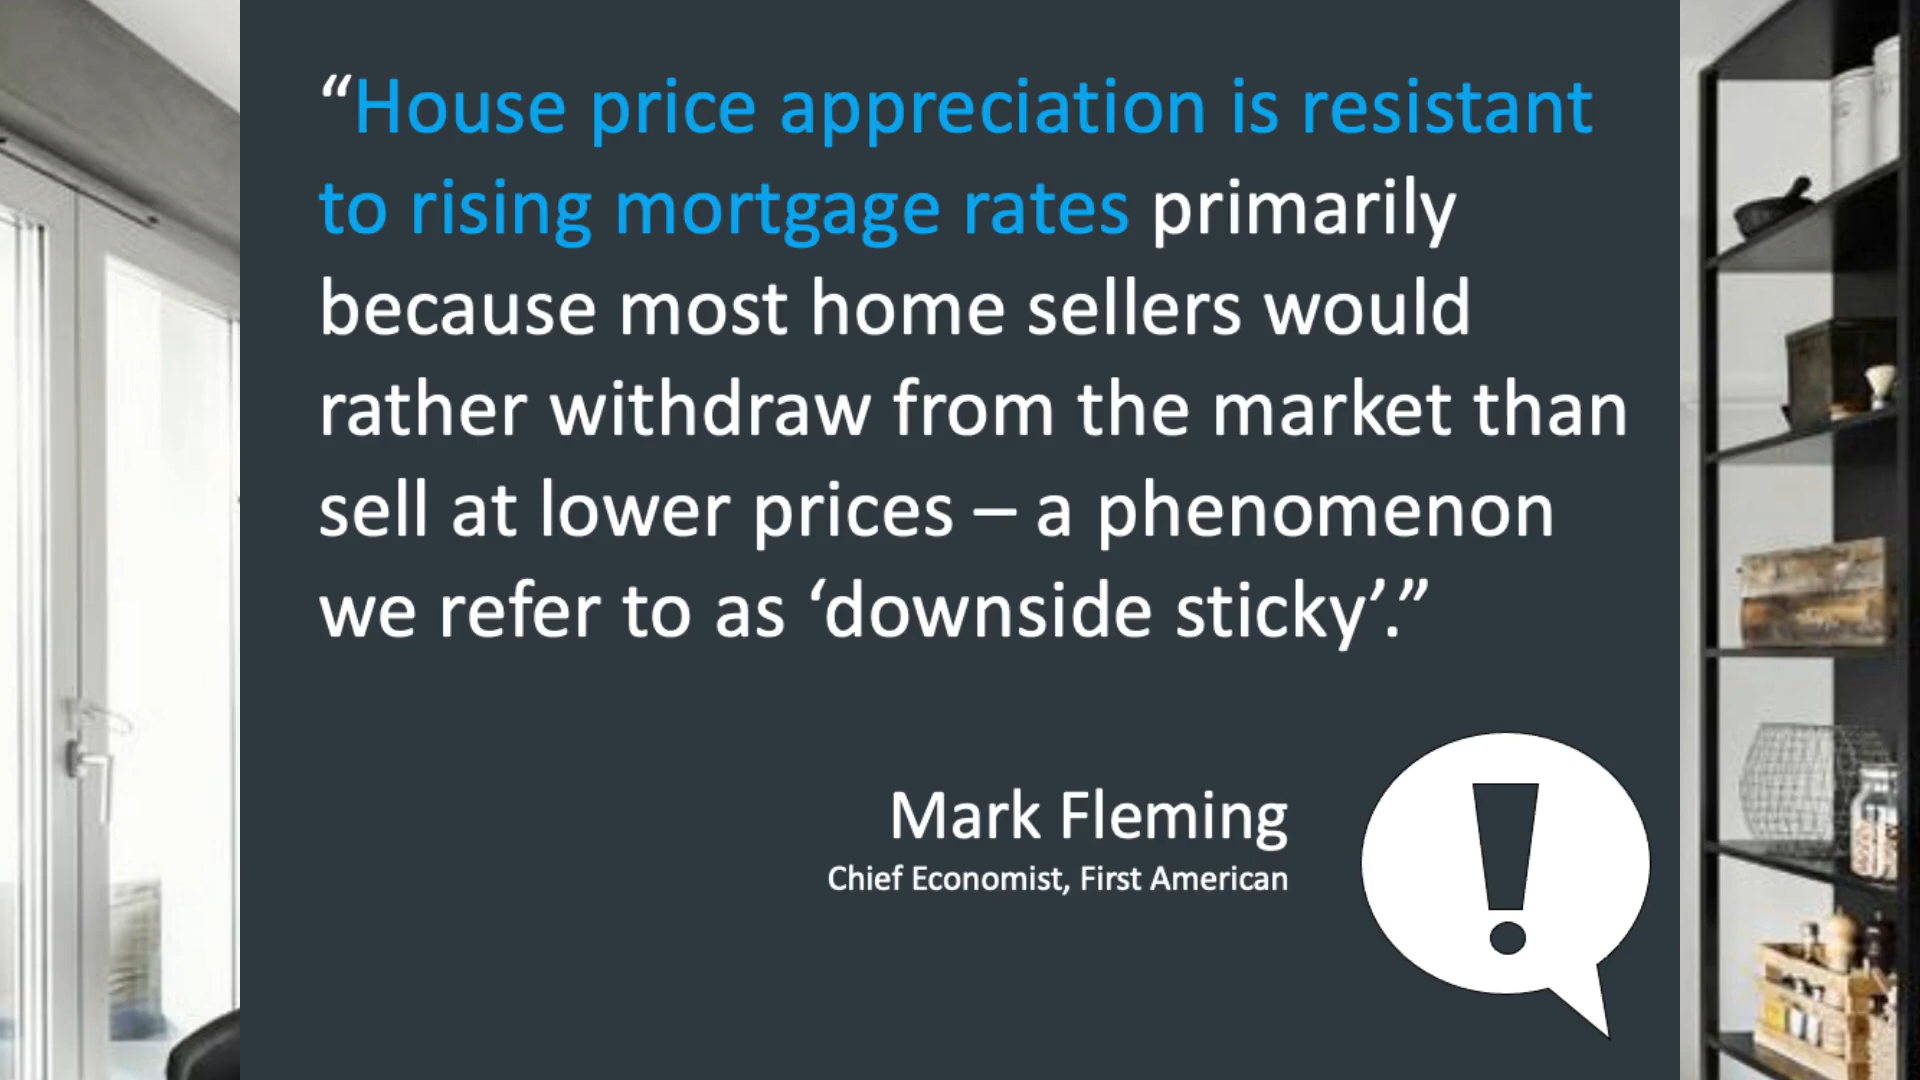 “House price appreciation is resistant
to rising mortgage rates primarily
because most home sellers would
rather withdraw from the market than
sell at lower prices – a phenomenon
we refer to as ‘downside sticky’.”
Mark Fleming
Chief Economist, First American
!